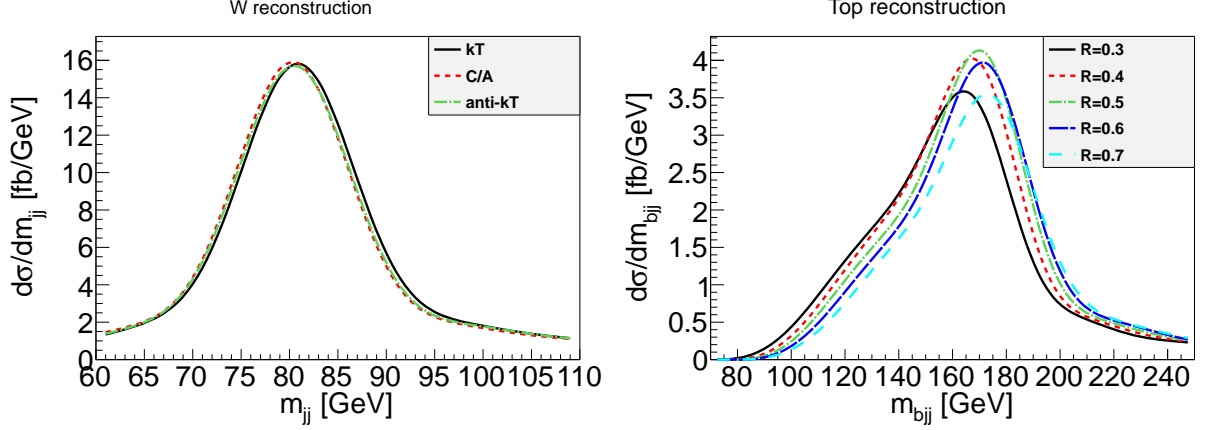 W reconstruction
dσ/dm_jj [fb/GeV]
16
14
12
10
8
6
4
2
0
kT
C/A
anti-kT
60 65 70 75 80 85 90 95 100 105 110
m_jj [GeV]
Top reconstruction
dσ/dm_bjj [fb/GeV]
4
3.5
3
2.5
2
1.5
1
0.5
0
R=0.3
R=0.4
R=0.5
R=0.6
R=0.7
80 100 120 140 160 180 200 220 240
m_bjj [GeV]